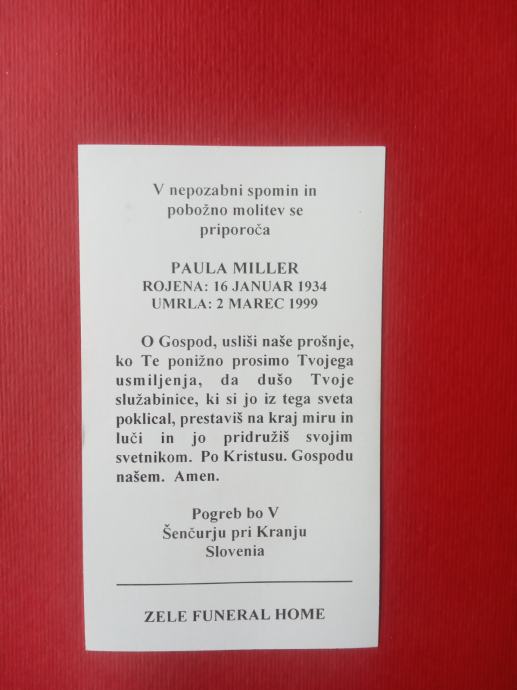 V nepozabni spomin in
pobožno molitev se
priporoča
PAULA MILLER
ROJENA: 16 JANUAR 1934
UMRLA: 2 MAREC 1999
O Gospod, usliši naše prošnje,
ko Te ponižno prosimo Tvojega
usmiljenja, da dušo Tvoje
služabinice, ki si jo iz tega sveta
poklical, prestaviš na kraj miru in
luči in jo pridružiš svojim
svetnikom. Po Kristusu. Gospodu
našem. Amen.
Pogreb bo V
Šenčurju pri Kranju
Slovenia
ZELE FUNERAL HOME